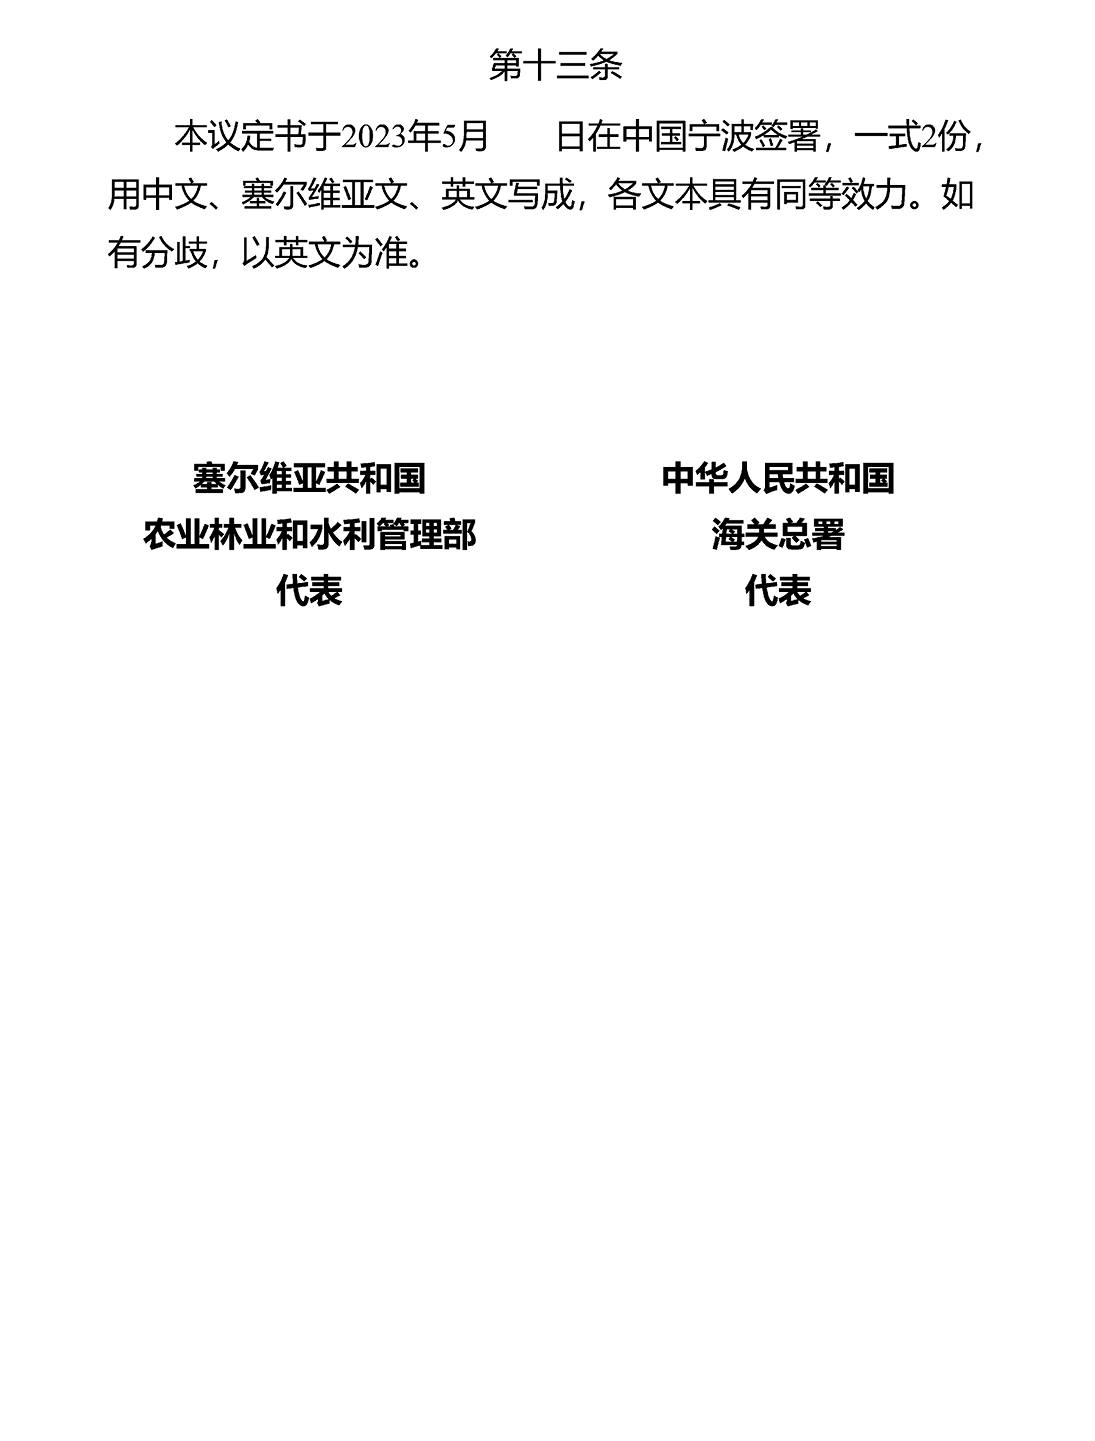 第十三条
本议定书于2023年5月　　日在中国宁波签署，一式2份，
用中文、塞尔维亚文、英文写成，各文本具有同等效力。如
有分歧，以英文为准。
塞尔维亚共和国
农业林业和水利管理部
代表
中华人民共和国
海关总署
代表